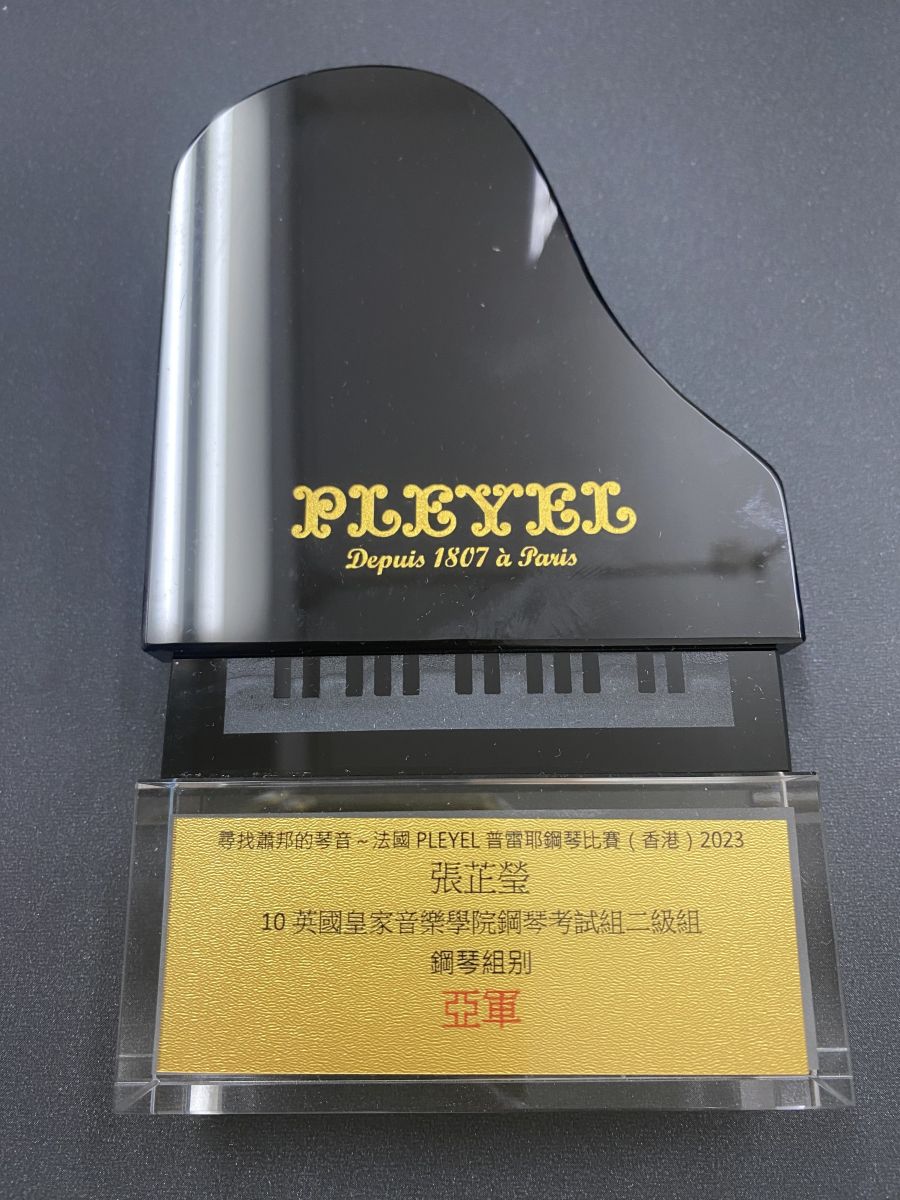 PLEYEL
Depuis 1807 à Paris
尋找蕭邦的琴音～法國 PLEYEL 普雷耶鋼琴比賽 ( 香港 ) 2023
張芷瑩
10 英國皇家音樂學院鋼琴考試組二級組
鋼琴組別
亞軍